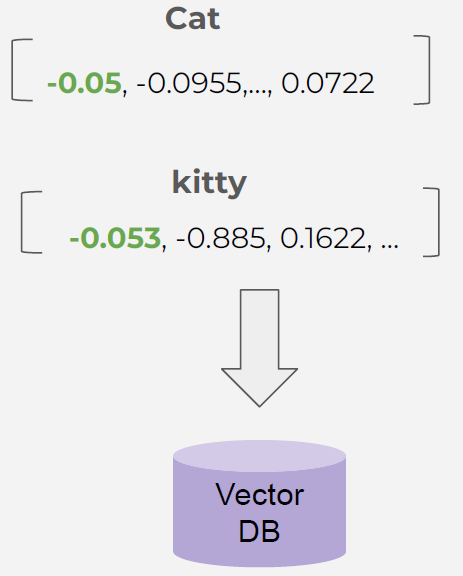 Cat
-0.05, -0.0955,..., 0.0722
kitty
-0.053, -0.885, 0.1622, ...
Vector
DB